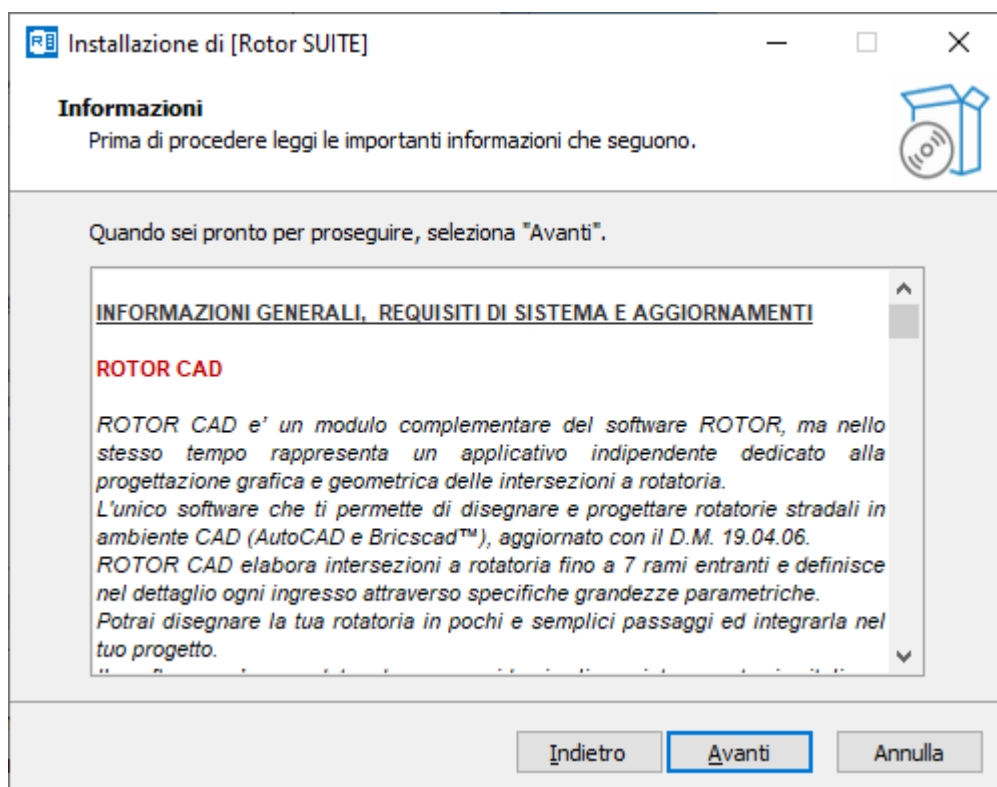 Installazione di [Rotor SUITE]
Informazioni
Prima di procedere leggi le importanti informazioni che seguono.
Quando sei pronto per proseguire, seleziona "Avanti".
INFORMAZIONI GENERALI, REQUISITI DI SISTEMA E AGGIORNAMENTI
ROTOR CAD
ROTOR CAD e' un modulo complementare del software ROTOR, ma nello
stesso tempo rappresenta un applicativo indipendente dedicato alla
progettazione grafica e geometrica delle intersezioni a rotatoria.
L'unico software che ti permette di disegnare e progettare rotatorie stradali in
ambiente CAD (AutoCAD e Bricscad™), aggiornato con il D.M. 19.04.06.
ROTOR CAD elabora intersezioni a rotatoria fino a 7 rami entranti e definisce
nel dettaglio ogni ingresso attraverso specifiche grandezze parametriche.
Potrai disegnare la tua rotatoria in pochi e semplici passaggi ed integrarla nel
tuo progetto.
Indietro
Avanti
Annulla